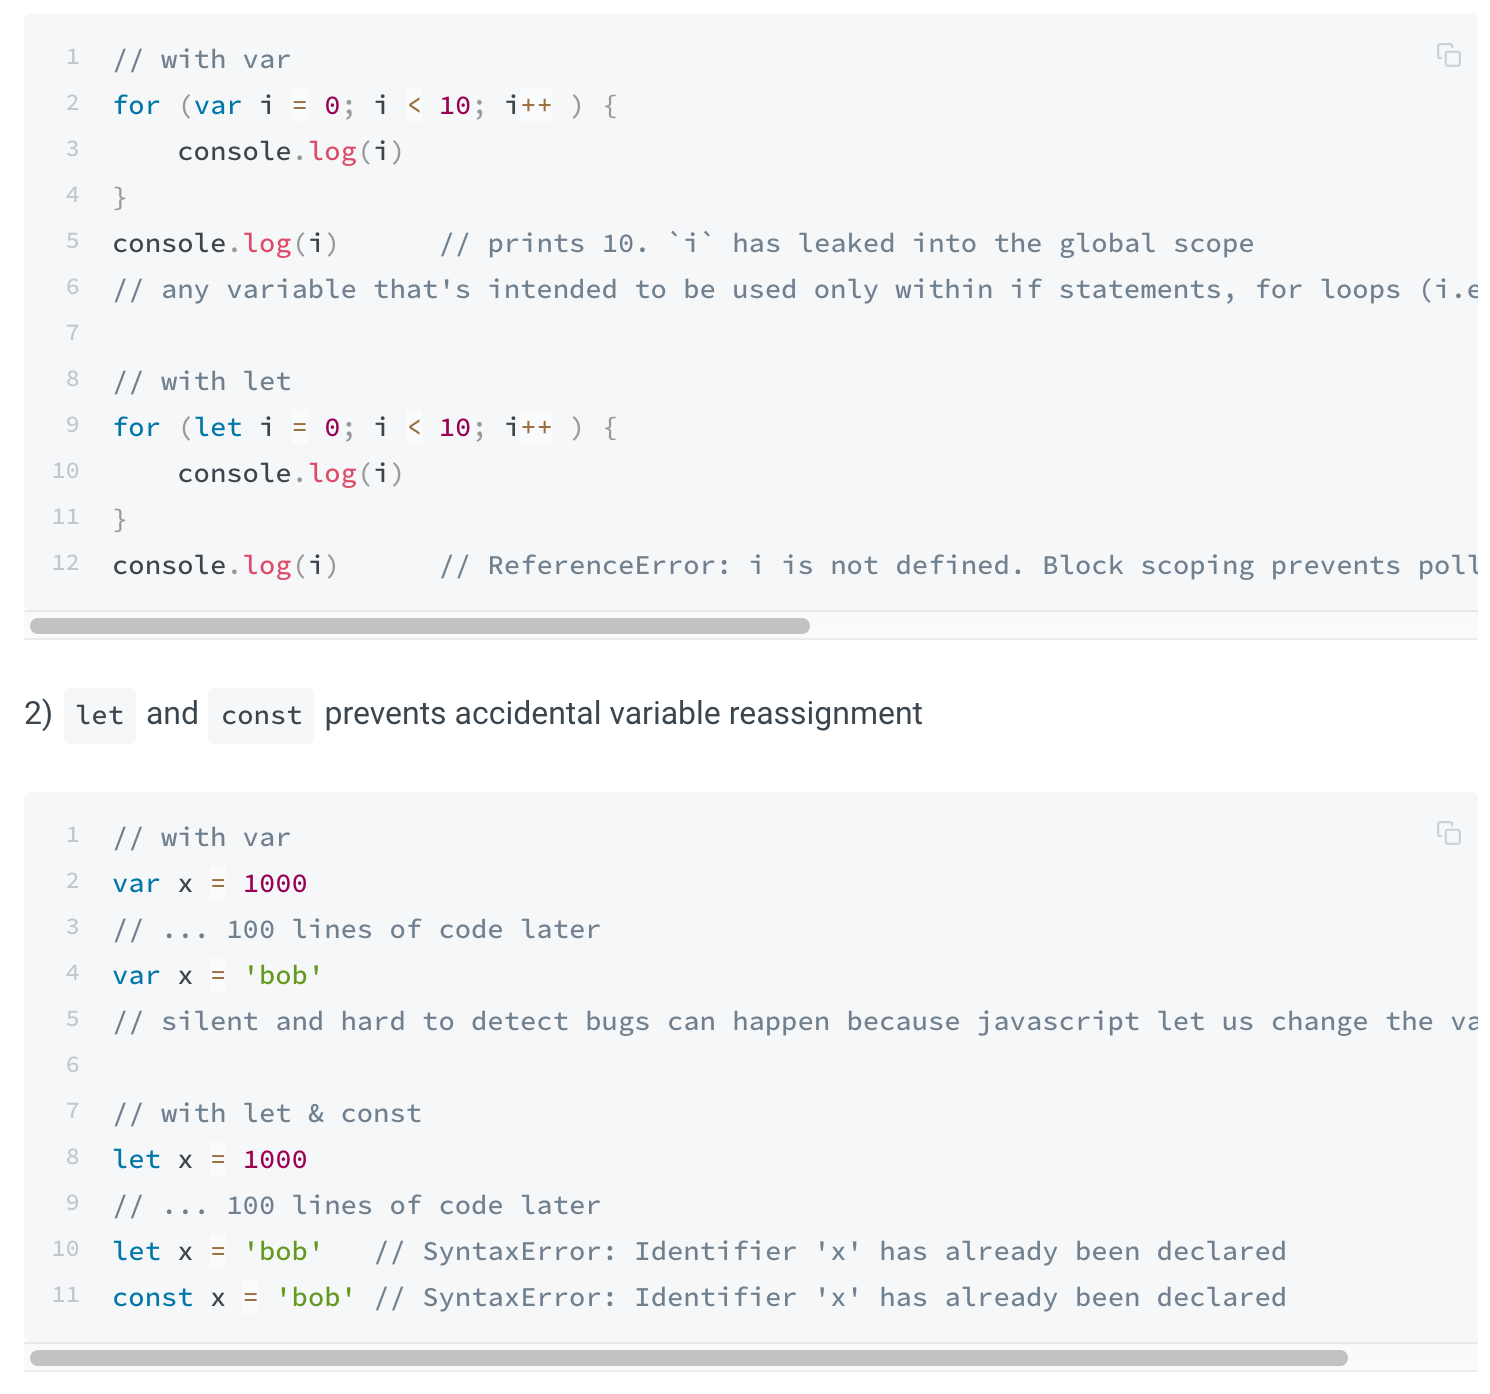 1 // with var
2 for (var i = 0; i < 10; i++ ) {
3     console.log(i)
4 }
5 console.log(i)      // prints 10. `i` has leaked into the global scope
6 // any variable that's intended to be used only within if statements, for loops (i.e
7
8 // with let
9 for (let i = 0; i < 10; i++ ) {
10     console.log(i)
11 }
12 console.log(i)      // ReferenceError: i is not defined. Block scoping prevents poll
2) let and const prevents accidental variable reassignment
1 // with var
2 var x = 1000
3 // ... 100 lines of code later
4 var x = 'bob'
5 // silent and hard to detect bugs can happen because javascript let us change the va
6
7 // with let & const
8 let x = 1000
9 // ... 100 lines of code later
10 let x = 'bob'   // SyntaxError: Identifier 'x' has already been declared
11 const x = 'bob' // SyntaxError: Identifier 'x' has already been declared